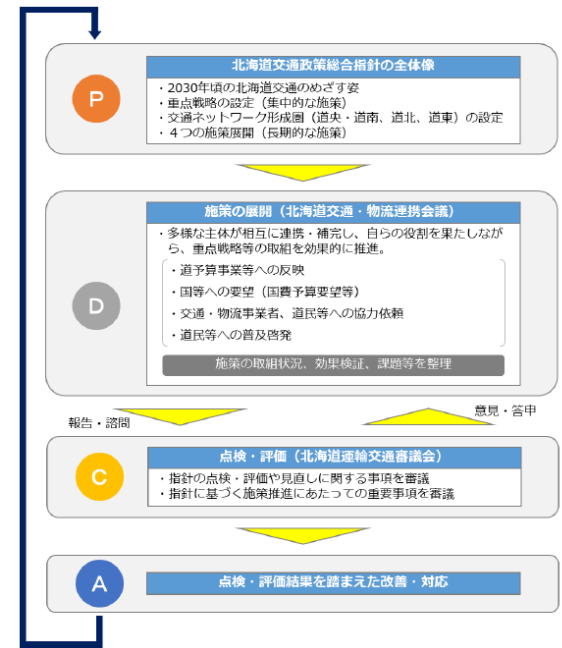 北海道交通政策総合指針の全体像
P
・2030年頃の北海道交通のめざす姿
・重点戦略の設定（集中的な施策）
・交通ネットワーク形成圏（道央・道南、道北、道東）の設定
・４つの施策展開（長期的な施策）
施策の展開（北海道交通・物流連携会議）
・多様な主体が相互に連携・補完し、自らの役割を果たしなが
ら、重点戦略等の取組を効果的に推進。
・道予算事業等への反映
・国等への要望（国費予算要望等）
D
・交通・物流事業者、道民等への協力依頼
・道民等への普及啓発
施策の取組状況、効果検証、課題等を整理
報告・諮問
意見・答申
点検・評価（北海道運輸交通審議会）
C
・指針の点検・評価や見直しに関する事項を審議
・指針に基づく施策推進にあたっての重要事項を審議
A
点検・評価結果を踏まえた改善・対応